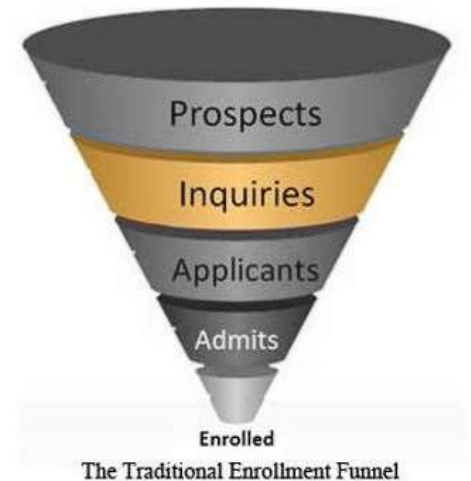 Prospects
Inquiries
Applicants
Admits
Enrolled
The Traditional Enrollment Funnel